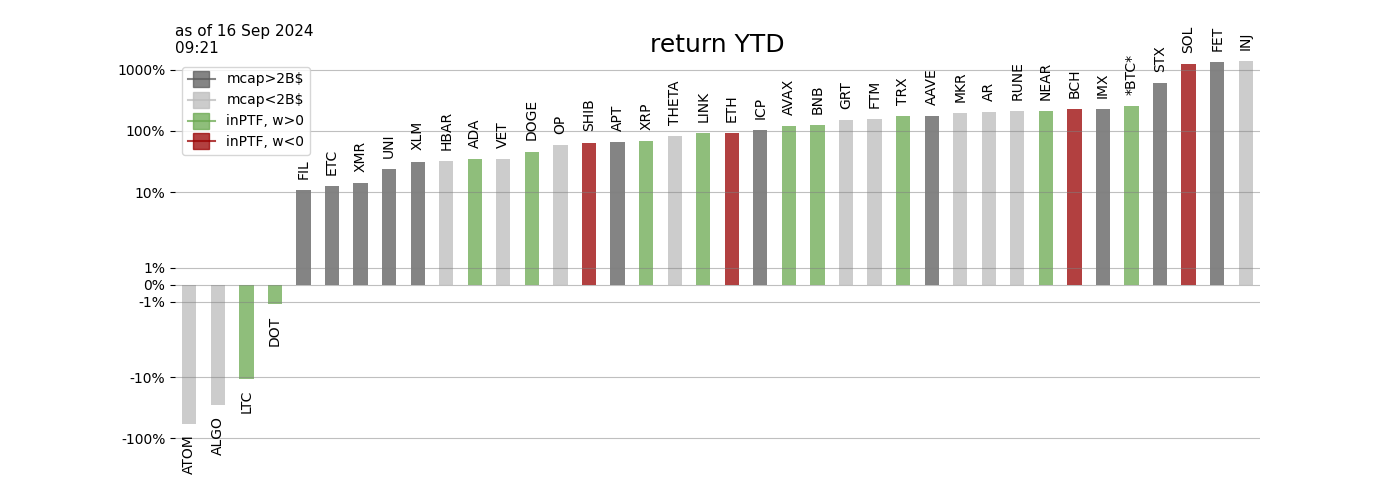 as of 16 Sep 2024
09:21
return YTD
mcap>2B$
mcap<2B$
inPTF, w>0
inPTF, w<0
1000%
100%
10%
1%
0%
-1%
-10%
-100%
ATOM
ALGO
LTC
DOT
FIL
ETC
XMR
UNI
XLM
HBAR
ADA
VET
DOGE
OP
SHIB
APT
XRP
THETA
LINK
ETH
ICP
AVAX
BNB
GRT
FTM
TRX
AAVE
MKR
AR
RUNE
NEAR
BCH
IMX
*BTC*
STX
SOL
FET
INJ